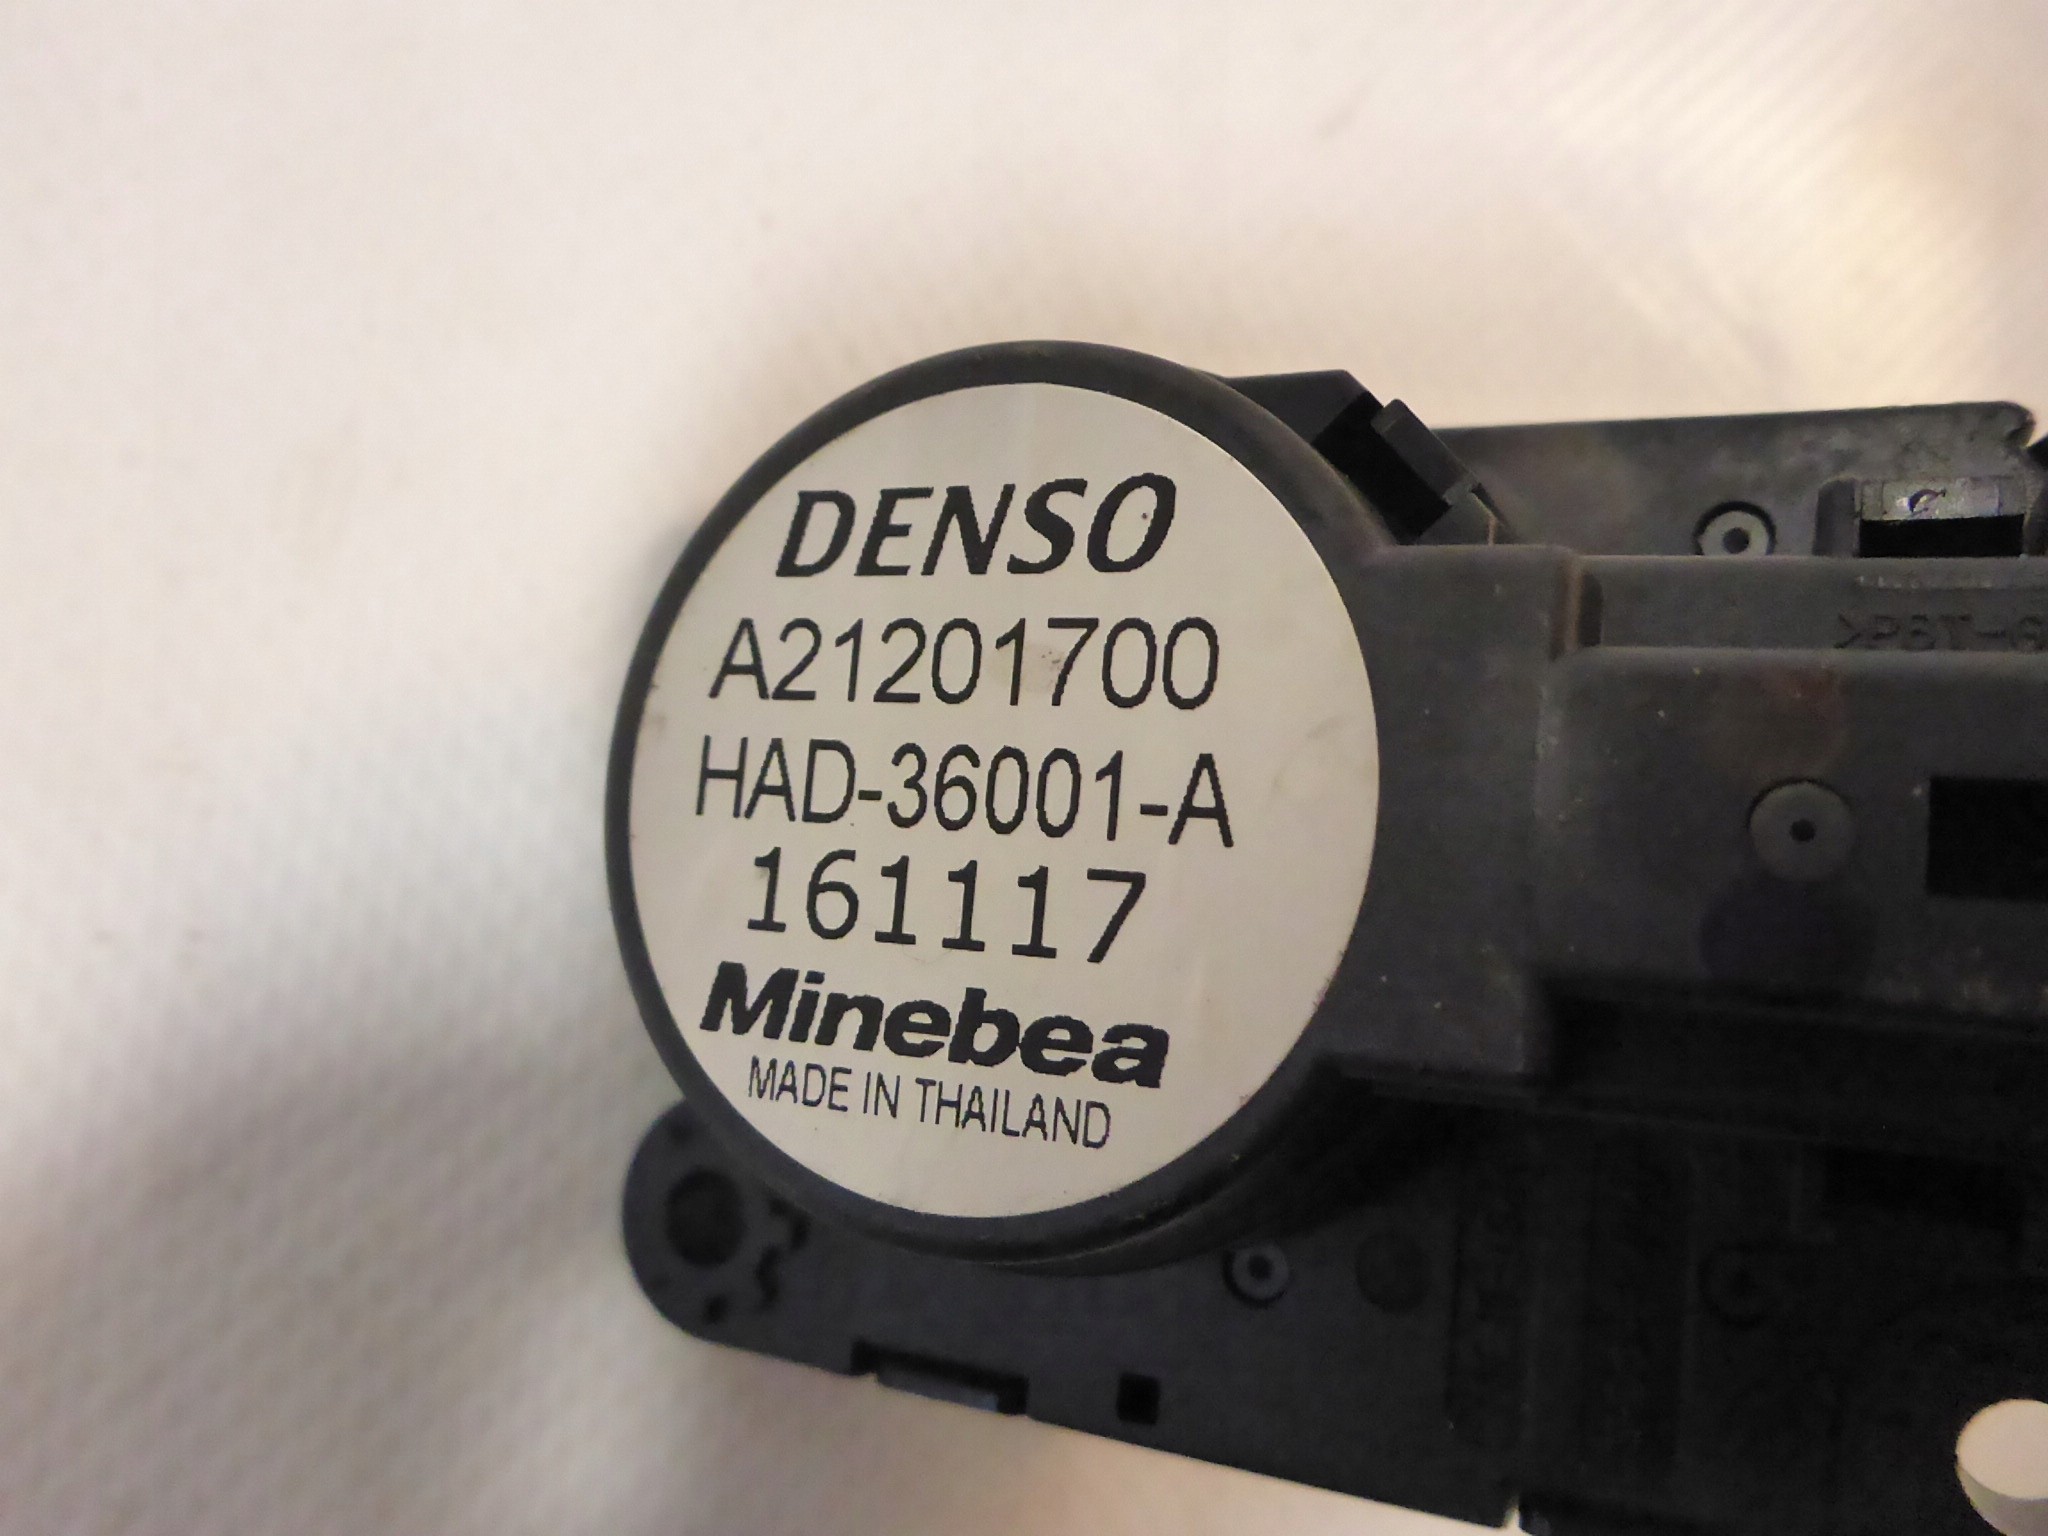 DENSO
A21201700
HAD-36001-A
161117
Minebea
MADE IN THAILAND